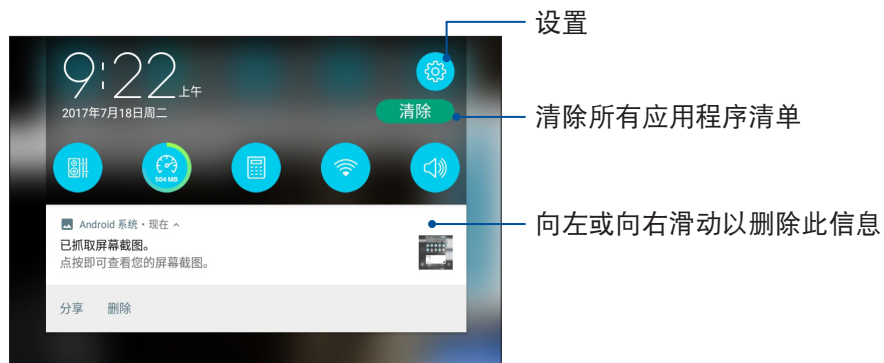 设置
9:22上午
2017年7月18日周二
清除
清除所有应用程序清单
504 MB
Android 系统 • 现在
向左或向右滑动以删除此信息
已抓取屏幕截图。
点按即可查看您的屏幕截图。
分享 删除